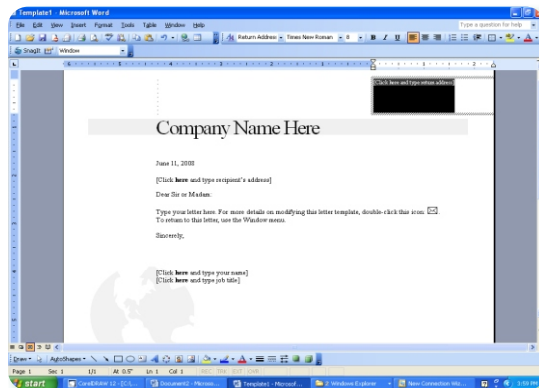 Template1 - Microsoft Word
File Edit View Insert Format Tools Table Window Help
Type a question for help
Return Address Times New Roman 8 B I U
SnagIt Window
[Click here and type return address]
Company Name Here
June 11, 2008
[Click here and type recipient's address]
Dear Sir or Madam:
Type your letter here. For more details on modifying this letter template, double-click this icon:
To return to this letter, use the Window menu.
Sincerely,
[Click here and type your name]
[Click here and type job title]
Draw AutoShapes
Page 1 Sec 1 1/1 At 0.5" Ln 1 Col 1 REC TRK EXT OVR
start CorelDRAW 12 - [C:\... Document2 - Microso... Template1 - Microsof... 2 Windows Explorer New Connection Wiz... 3:59 PM